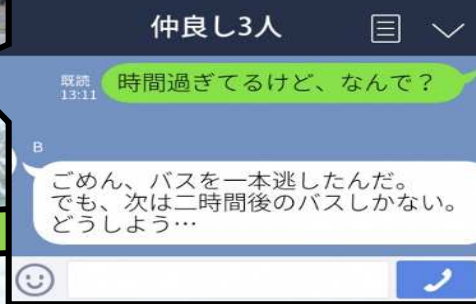 仲良し3人
既読
13:11
時間過ぎてるけど、なんで？
B
ごめん、バスを一本逃したんだ。
でも、次は二時間後のバスしかない。
どうしよう…